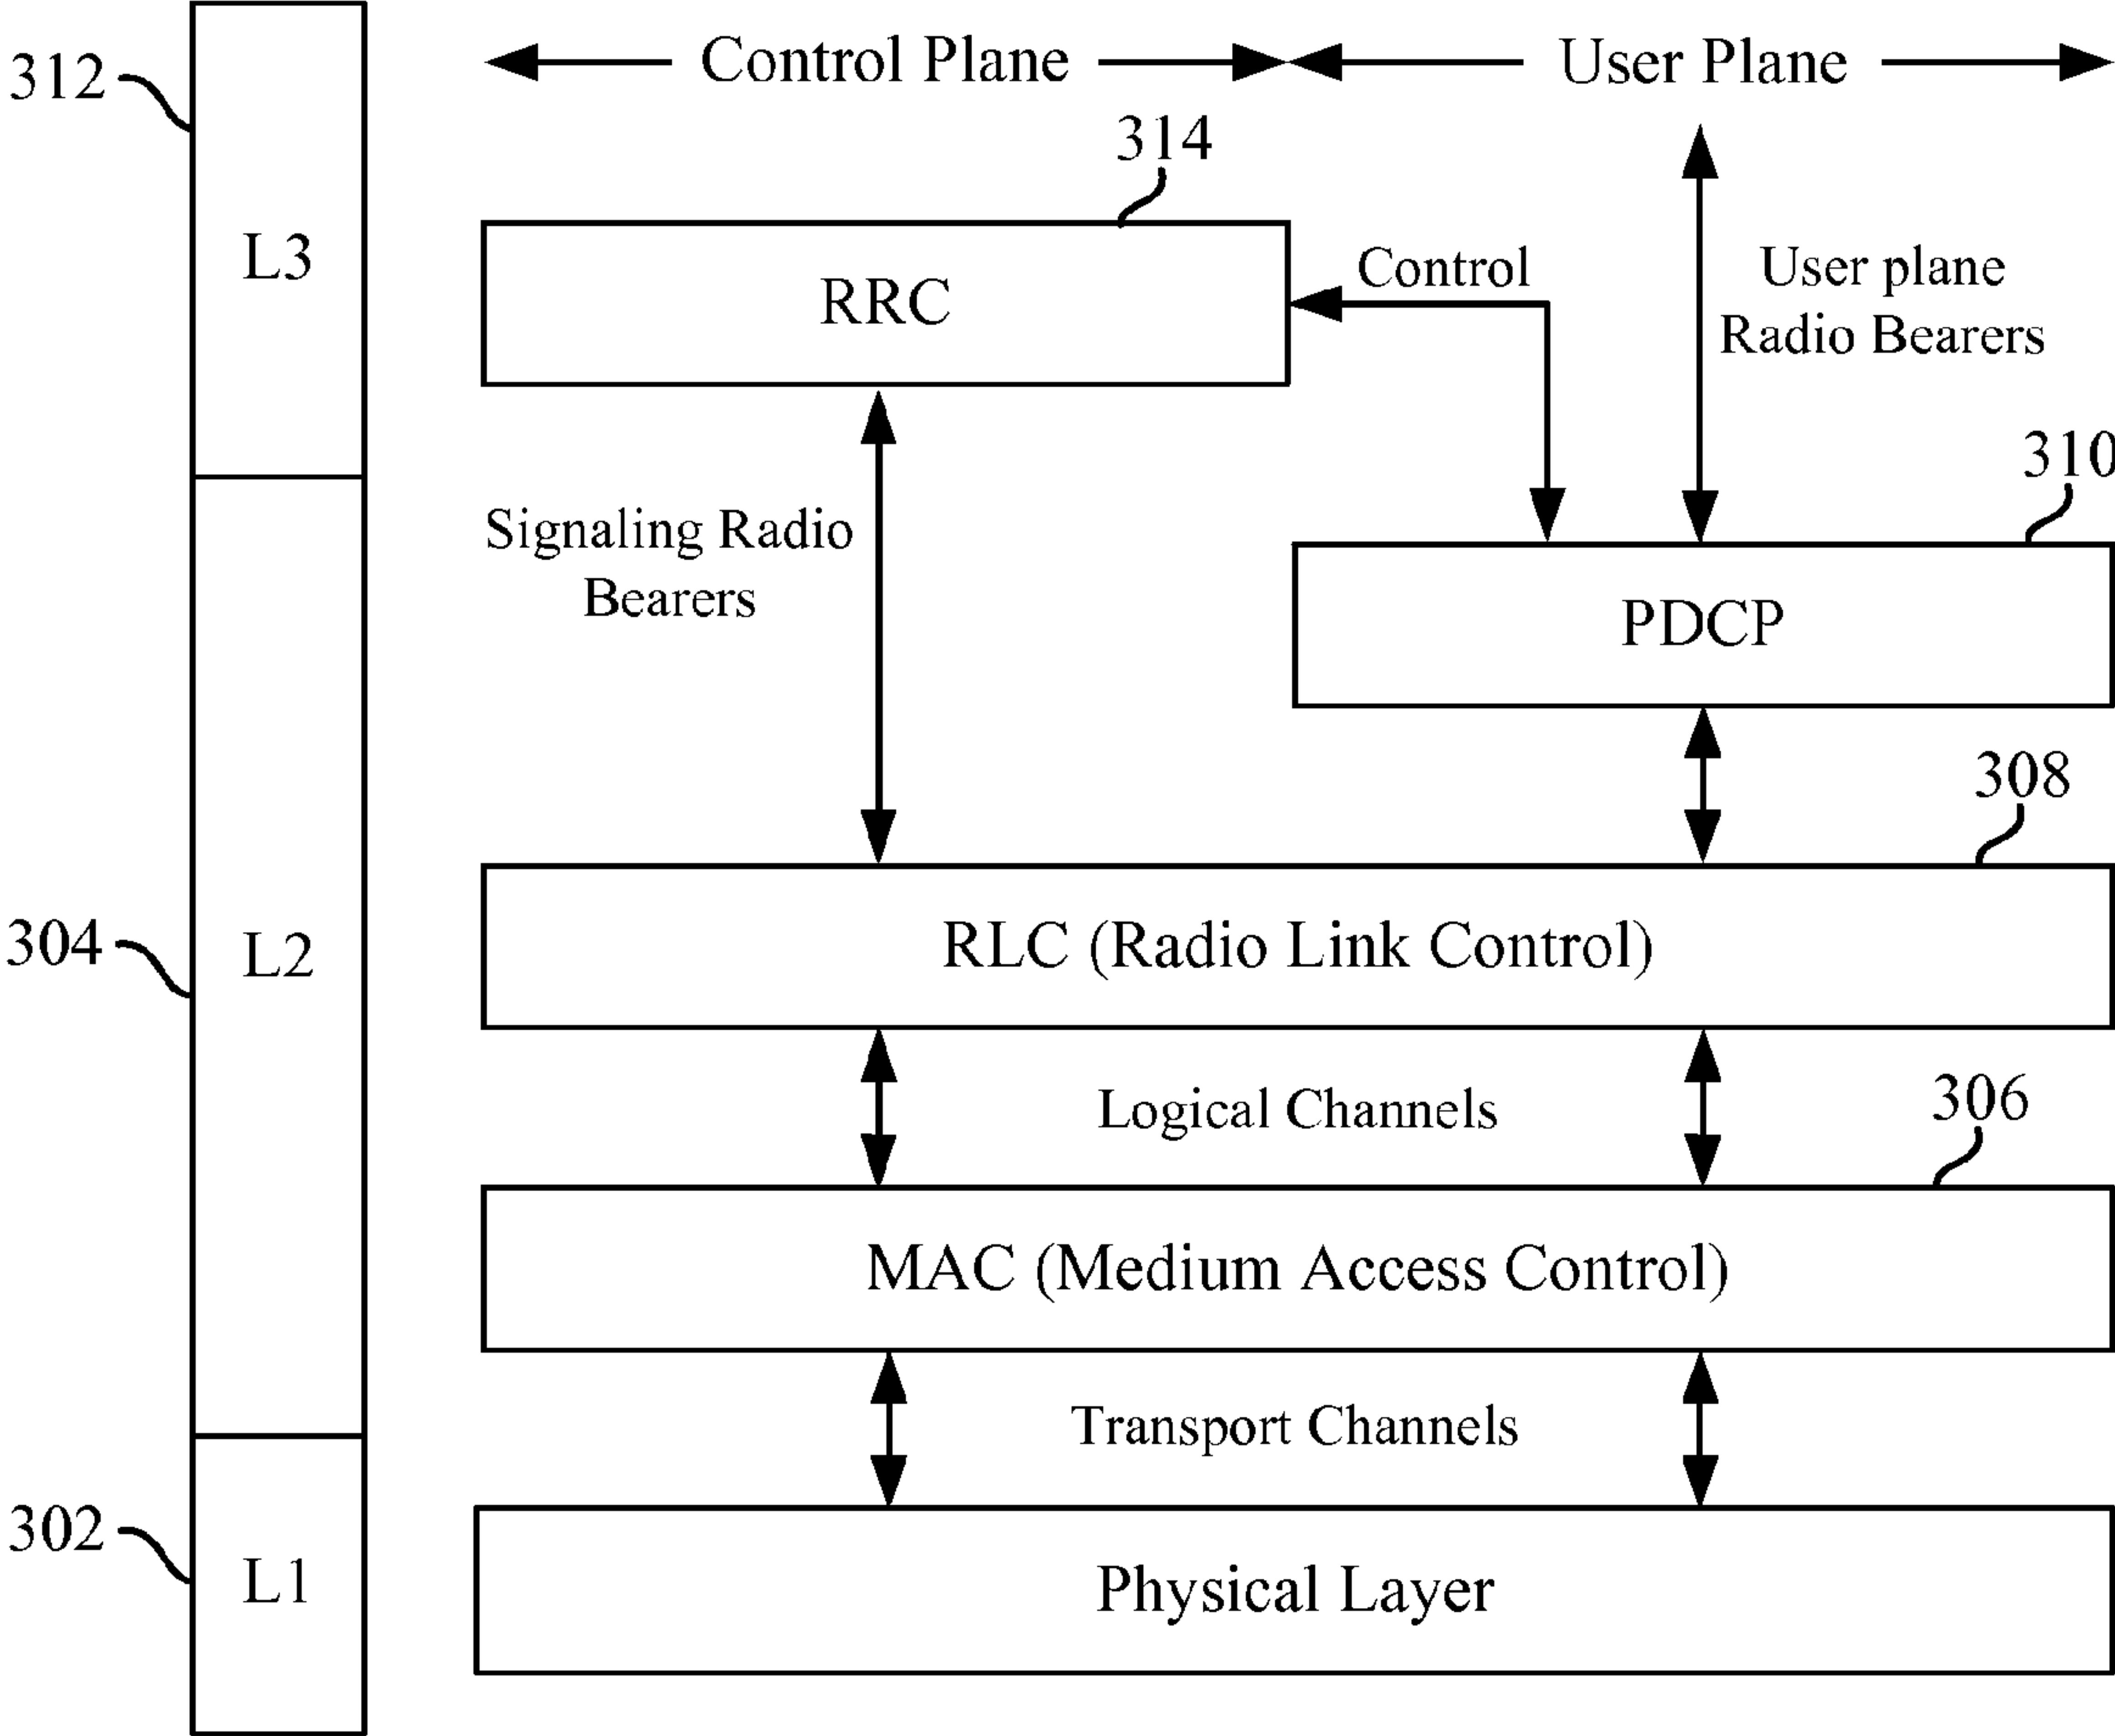 Control Plane
User Plane
312
314
L3
RRC
Control
User plane
Radio Bearers
310
Signaling Radio
Bearers
PDCP
308
304
L2
RLC (Radio Link Control)
Logical Channels
306
MAC (Medium Access Control)
Transport Channels
302
L1
Physical Layer